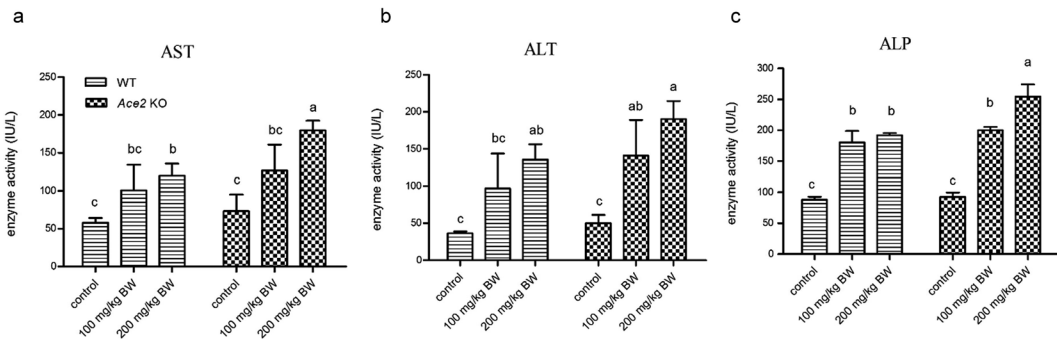 a
AST
enzyme activity (IU/L)
250
200
150
100
50
0
WT
Ace2 KO
c
bc
b
c
bc
a
control
100 mg/kg BW
200 mg/kg BW
control
100 mg/kg BW
200 mg/kg BW
b
ALT
enzyme activity (IU/L)
250
200
150
100
50
0
c
bc
ab
c
ab
a
control
100 mg/kg BW
200 mg/kg BW
control
100 mg/kg BW
200 mg/kg BW
c
ALP
enzyme activity (IU/L)
300
250
200
150
100
50
0
c
b
b
c
b
a
control
100 mg/kg BW
200 mg/kg BW
control
100 mg/kg BW
200 mg/kg BW